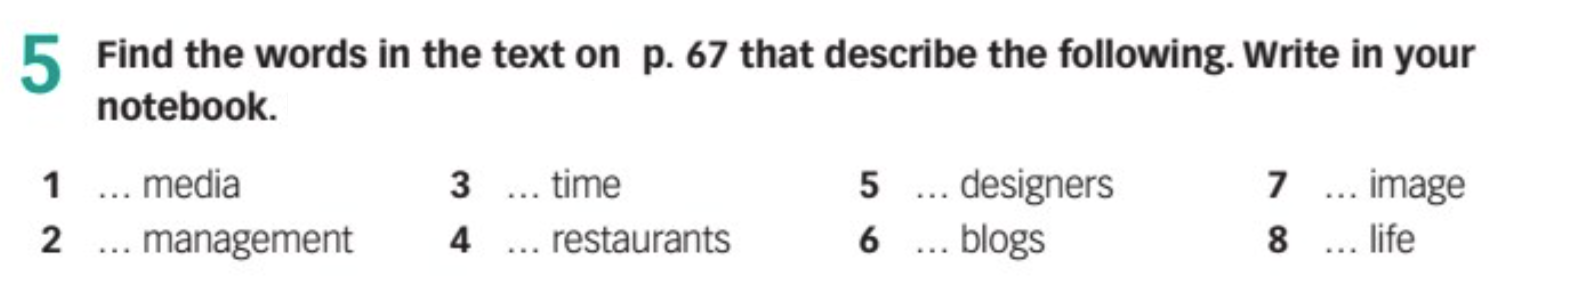 5 Find the words in the text on p. 67 that describe the following. Write in your
notebook.
1 ... media 3 ... time 5 ... designers 7 ... image
2 ... management 4 ... restaurants 6 ... blogs 8 ... life